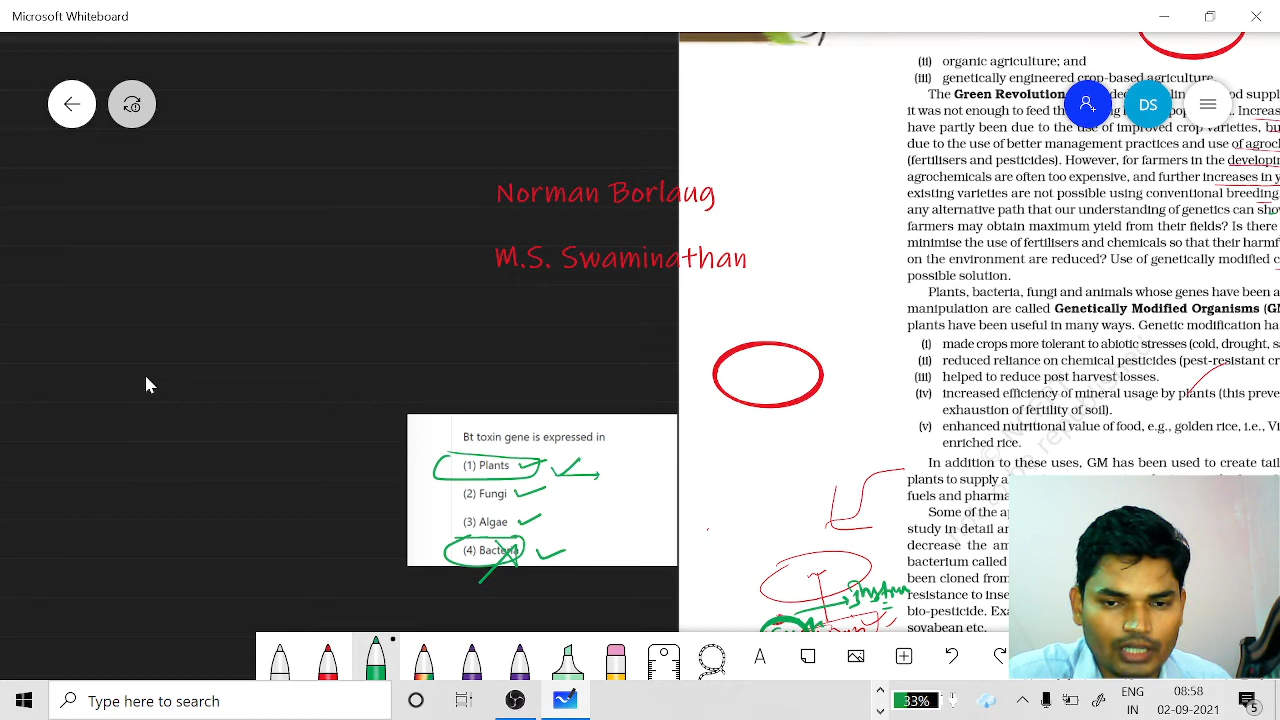 Microsoft Whiteboard
DS
Norman Borlaug
M.S. Swaminathan
Bt toxin gene is expressed in
(1) Plants
(2) Fungi
(3) Algae
(4) Bacteria
(ii) organic agriculture; and
(iii) genetically engineered crop-based agriculture.
The Green Revolution
it was not enough to feed Increas
have partly been due to the use of improved crop varieties, bu
due to the use of better management practices and use of agroch
(fertilisers and pesticides). However, for farmers in the developin
agrochemicals are often too expensive, and further increases in y
existing varieties are not possible using conventional breeding
any alternative path that our understanding of genetics can sho
farmers may obtain maximum yield from their fields? Is there
minimise the use of fertilisers and chemicals so that their harmf
on the environment are reduced? Use of genetically modified c
possible solution.
Plants, bacteria, fungi and animals whose genes have been a
manipulation are called Genetically Modified Organisms (GM
plants have been useful in many ways. Genetic modification ha
(i) made crops more tolerant to abiotic stresses (cold, drought, sa
(ii) reduced reliance on chemical pesticides (pest-resistant cr
(iii) helped to reduce post harvest losses.
(iv) increased efficiency of mineral usage by plants (this preve
exhaustion of fertility of soil).
(v) enhanced nutritional value of food, e.g., golden rice, i.e., Vi
enriched rice.
In addition to these uses, GM has been used to create tail
plants to supply a
fuels and pharma
Some of the ap
study in detail ar
decrease the am
bacterium called
been cloned from
resistance to inse
bio-pesticide. Exa
soyabean etc.
Type here to search
33%
ENG
IN
08:58
02-09-2021
5